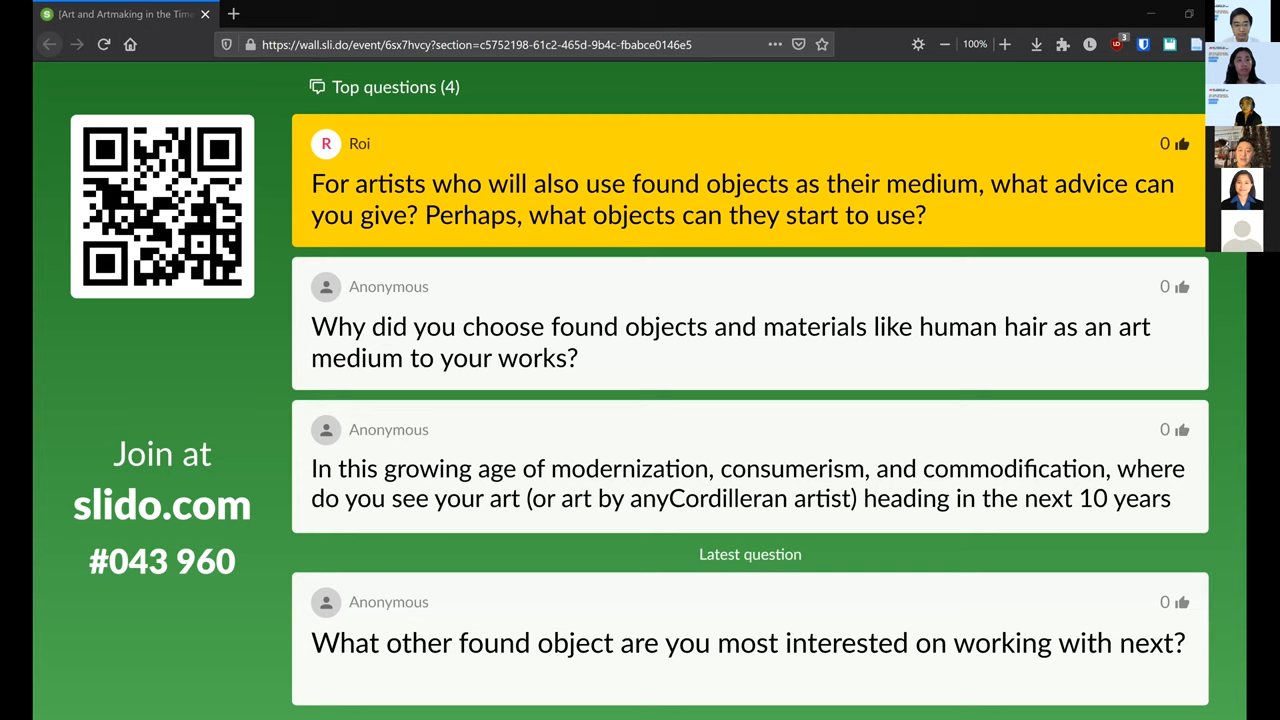 [Art and Artmaking in the Time
https://wall.sli.do/event/6sx7hvcy?section=c5752198-61c2-465d-9b4c-fbabce0146e5
100%
3
Top questions (4)
R Roi
0
For artists who will also use found objects as their medium, what advice can
you give? Perhaps, what objects can they start to use?
Anonymous
0
Why did you choose found objects and materials like human hair as an art
medium to your works?
Anonymous
0
In this growing age of modernization, consumerism, and commodification, where
do you see your art (or art by anyCordilleran artist) heading in the next 10 years
Latest question
Anonymous
0
What other found object are you most interested on working with next?
Join at
slido.com
#043 960